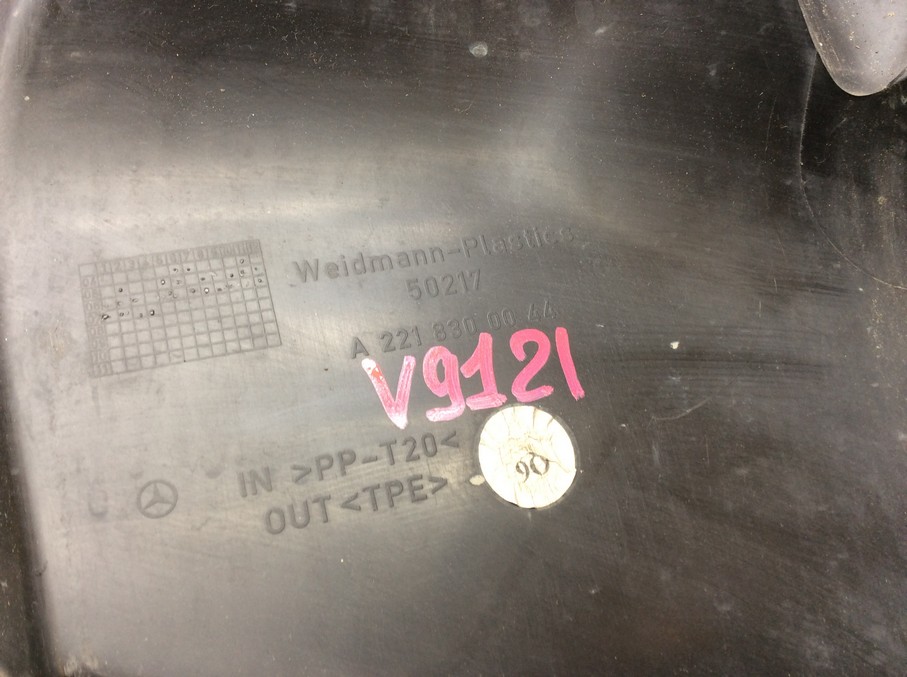 Weidmann-Plastics
50217
A 221 830 00 44
V9121
IN >PP-T20<
OUT <TPE>
90